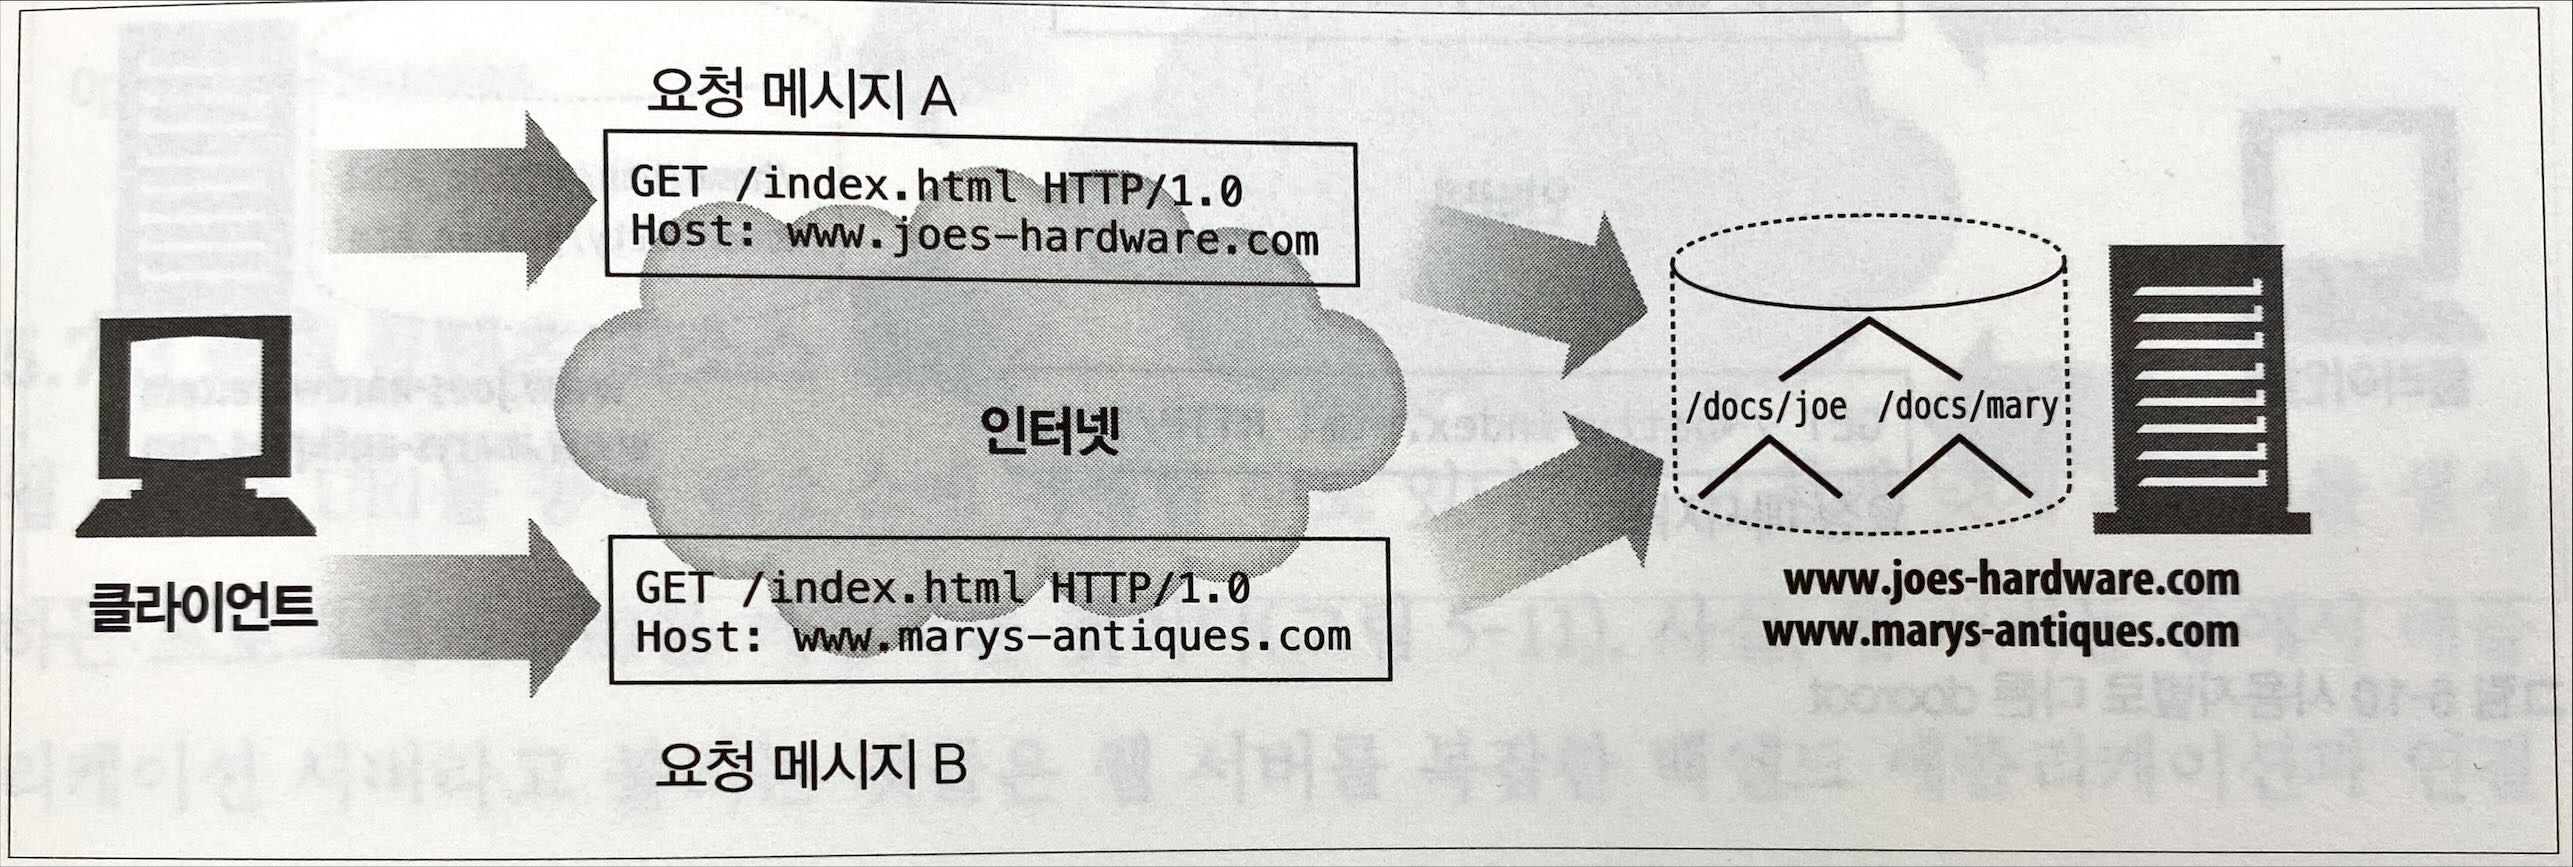 요청 메시지 A
GET /index.html HTTP/1.0
Host: www.joes-hardware.com
인터넷
클라이언트
GET /index.html HTTP/1.0
Host: www.marys-antiques.com
요청 메시지 B
/docs/joe /docs/mary
www.joes-hardware.com
www.marys-antiques.com